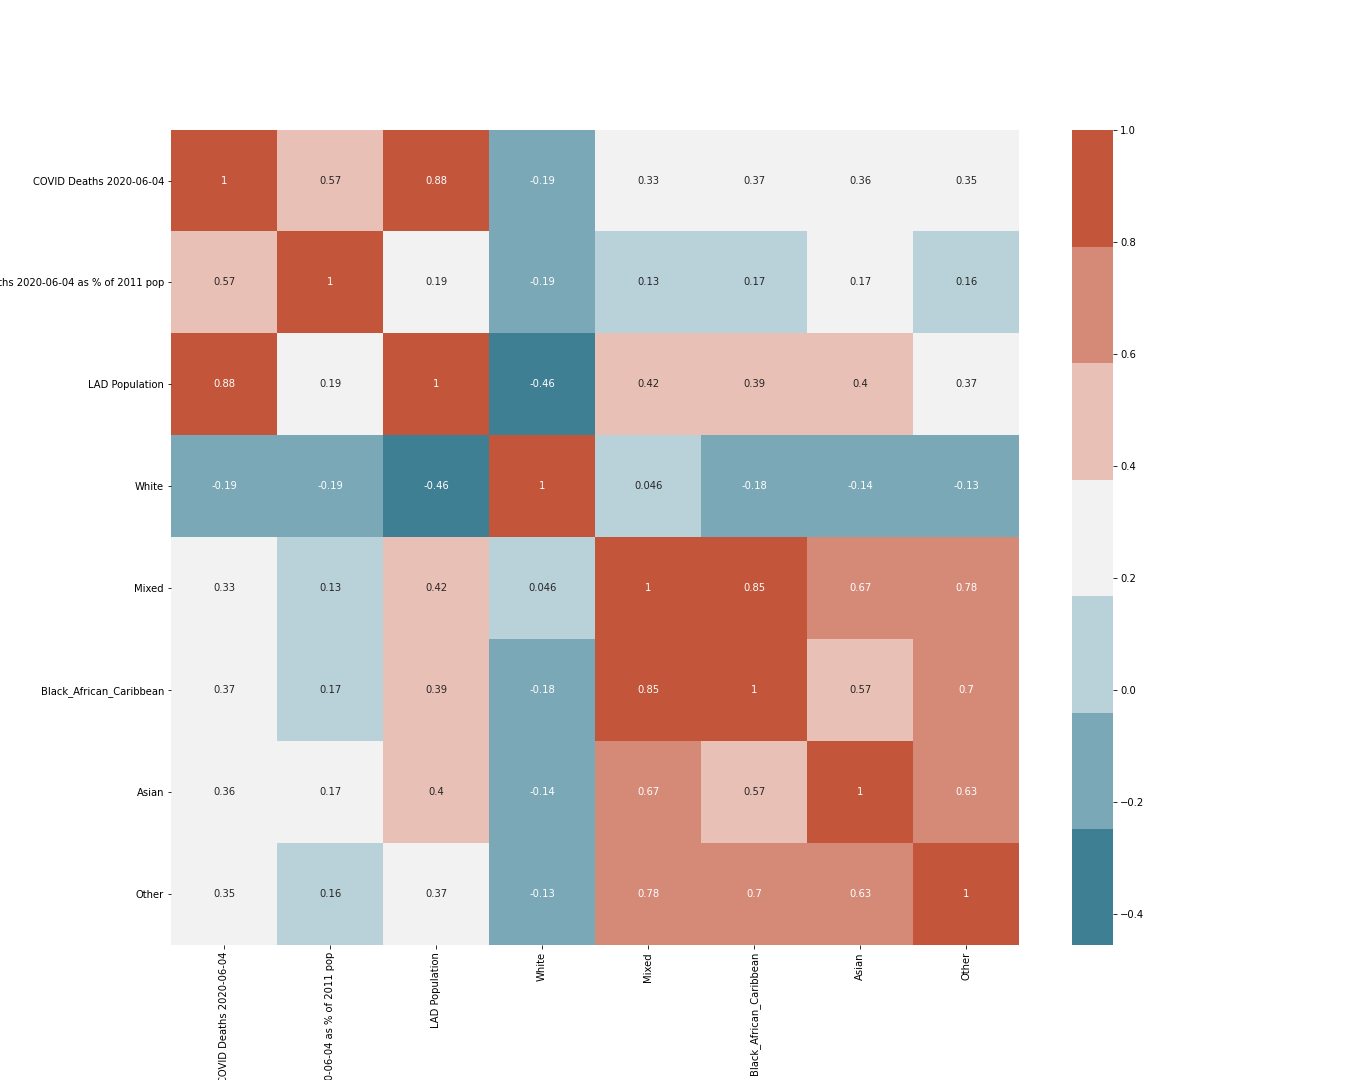 COVID Deaths 2020-06-04 1 0.57 0.88 -0.19 0.33 0.37 0.36 0.35
2020-06-04 as % of 2011 pop 0.57 1 0.19 -0.19 0.13 0.17 0.17 0.16
LAD Population 0.88 0.19 1 -0.46 0.42 0.39 0.4 0.37
White -0.19 -0.19 -0.46 1 0.046 -0.18 -0.14 -0.13
Mixed 0.33 0.13 0.42 0.046 1 0.85 0.67 0.78
Black_African_Caribbean 0.37 0.17 0.39 -0.18 0.85 1 0.57 0.7
Asian 0.36 0.17 0.4 -0.14 0.67 0.57 1 0.63
Other 0.35 0.16 0.37 -0.13 0.78 0.7 0.63 1
COVID Deaths 2020-06-04
as % of 2011 pop
LAD Population
White
Mixed
Black_African_Caribbean
Asian
Other
1.0
0.8
0.6
0.4
0.2
0.0
−0.2
−0.4